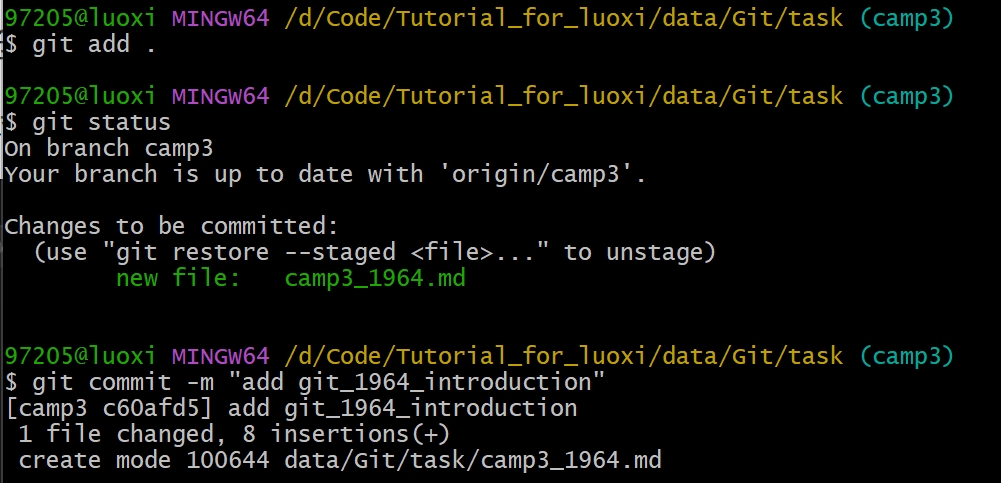 97205@luoxi MINGW64 /d/Code/Tutorial_for_luoxi/data/Git/task (camp3)
$ git add .
97205@luoxi MINGW64 /d/Code/Tutorial_for_luoxi/data/Git/task (camp3)
$ git status
On branch camp3
Your branch is up to date with 'origin/camp3'.
Changes to be committed:
(use "git restore --staged <file>..." to unstage)
new file: camp3_1964.md
97205@luoxi MINGW64 /d/Code/Tutorial_for_luoxi/data/Git/task (camp3)
$ git commit -m "add git_1964_introduction"
[camp3 c60afd5] add git_1964_introduction
1 file changed, 8 insertions(+)
create mode 100644 data/Git/task/camp3_1964.md